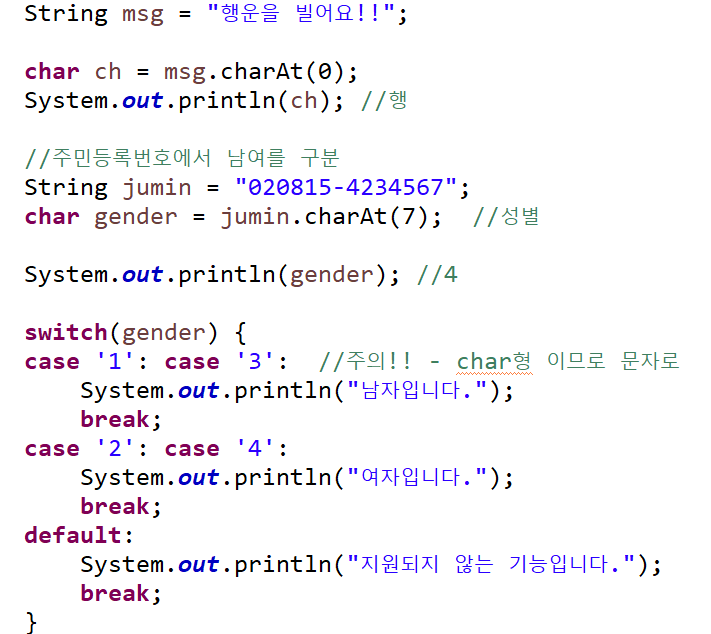 String msg = "행운을 빌어요!!";
char ch = msg.charAt(0);
System.out.println(ch); //행
//주민등록번호에서 남여를 구분
String jumin = "020815-4234567";
char gender = jumin.charAt(7);  //성별
System.out.println(gender); //4
switch(gender) {
case '1': case '3':  //주의!! - char형 이므로 문자로
    System.out.println("남자입니다.");
    break;
case '2': case '4':
    System.out.println("여자입니다.");
    break;
default:
    System.out.println("지원되지 않는 기능입니다.");
    break;
}